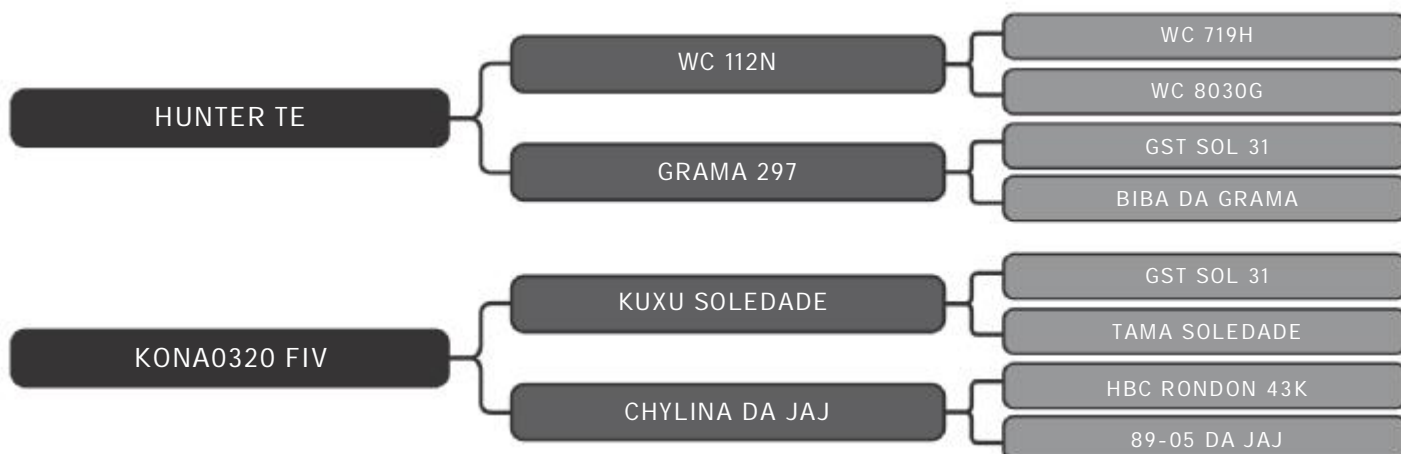 HUNTER TE
WC 112N
WC 719H
WC 8030G
GRAMA 297
GST SOL 31
BIBA DA GRAMA
KONA0320 FIV
KUXU SOLEDADE
GST SOL 31
TAMA SOLEDADE
CHYLINA DA JAJ
HBC RONDON 43K
89-05 DA JAJ